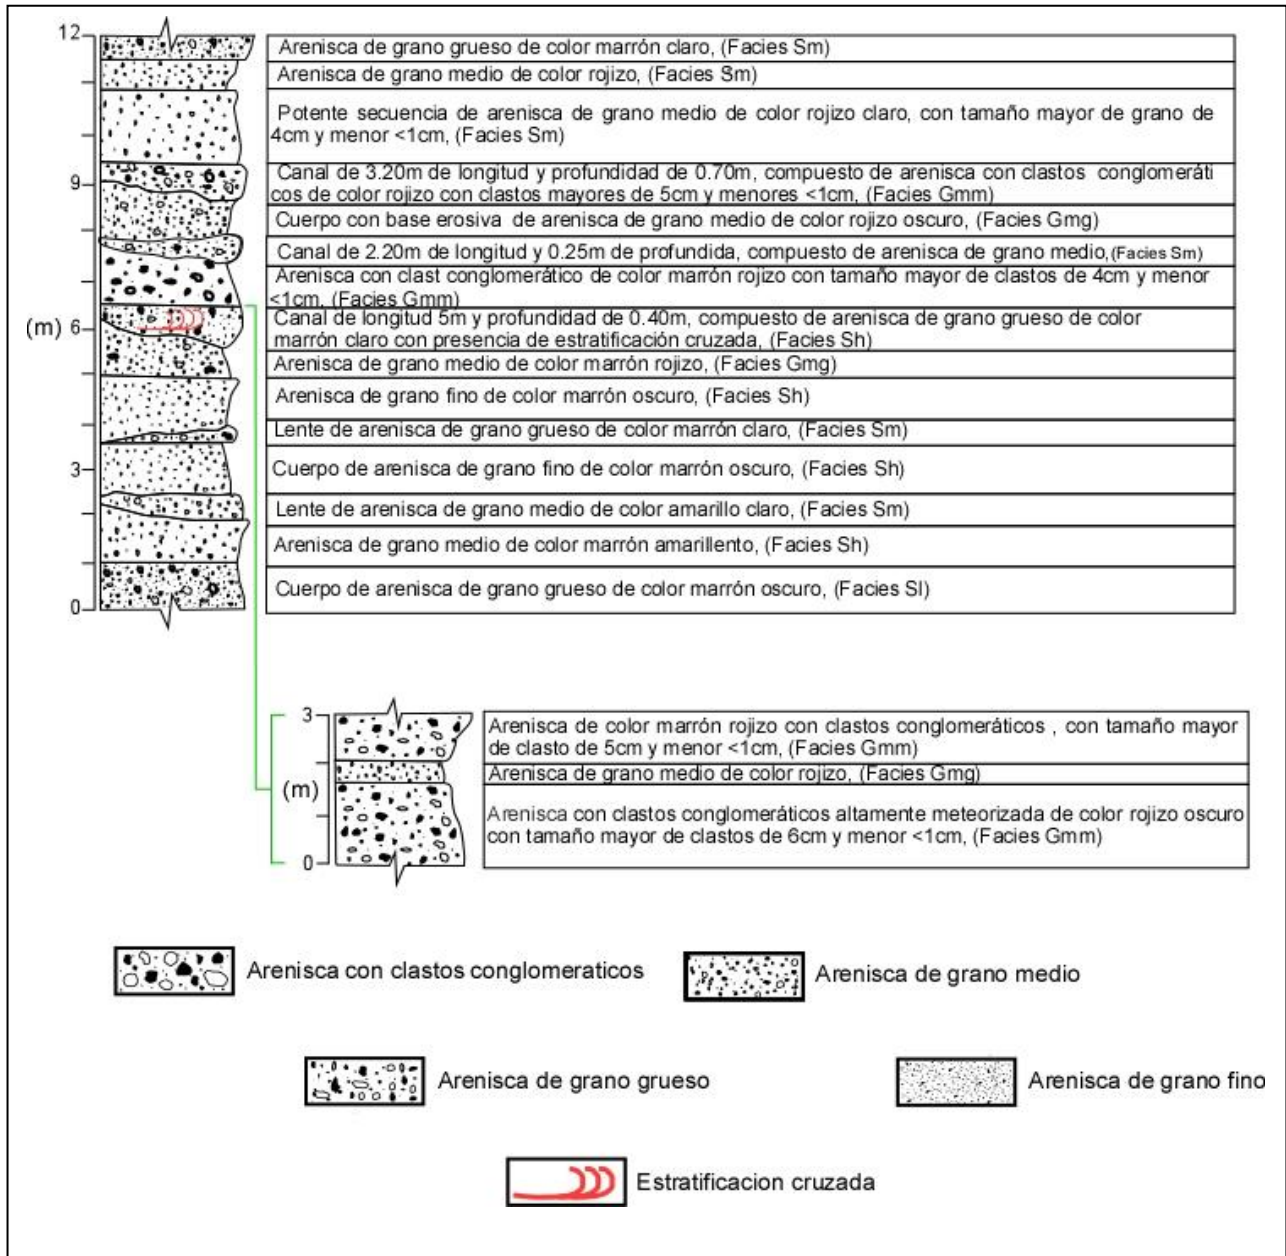 12
Arenisca de grano grueso de color marrón claro, (Facies Sm)
Arenisca de grano medio de color rojizo, (Facies Sm)
Potente secuencia de arenisca de grano medio de color rojizo claro, con tamaño mayor de grano de
4cm y menor <1cm, (Facies Sm)
9
Canal de 3.20m de longitud y profundidad de 0.70m, compuesto de arenisca con clastos conglomeráti
cos de color rojizo con clastos mayores de 5cm y menores <1cm, (Facies Gmm)
Cuerpo con base erosiva de arenisca de grano medio de color rojizo oscuro, (Facies Gmg)
Canal de 2.20m de longitud y 0.25m de profundida, compuesto de arenisca de grano medio,(Facies Sm)
Arenisca con clast conglomerático de color marrón rojizo con tamaño mayor de clastos de 4cm y menor
<1cm, (Facies Gmm)
(m) 6
Canal de longitud 5m y profundidad de 0.40m, compuesto de arenisca de grano grueso de color
marrón claro con presencia de estratificación cruzada, (Facies Sh)
Arenisca de grano medio de color marrón rojizo, (Facies Gmg)
Arenisca de grano fino de color marrón oscuro, (Facies Sh)
Lente de arenisca de grano grueso de color marrón claro, (Facies Sm)
3
Cuerpo de arenisca de grano fino de color marrón oscuro, (Facies Sh)
Lente de arenisca de grano medio de color amarillo claro, (Facies Sm)
Arenisca de grano medio de color marrón amarillento, (Facies Sh)
Cuerpo de arenisca de grano grueso de color marrón oscuro, (Facies Sl)
0
3
Arenisca de color marrón rojizo con clastos conglomeráticos , con tamaño mayor
de clasto de 5cm y menor <1cm, (Facies Gmm)
Arenisca de grano medio de color rojizo, (Facies Gmg)
(m)
Arenisca con clastos conglomeráticos altamente meteorizada de color rojizo oscuro
con tamaño mayor de clastos de 6cm y menor <1cm, (Facies Gmm)
0
Arenisca con clastos conglomeraticos
Arenisca de grano medio
Arenisca de grano grueso
Arenisca de grano fino
Estratificacion cruzada